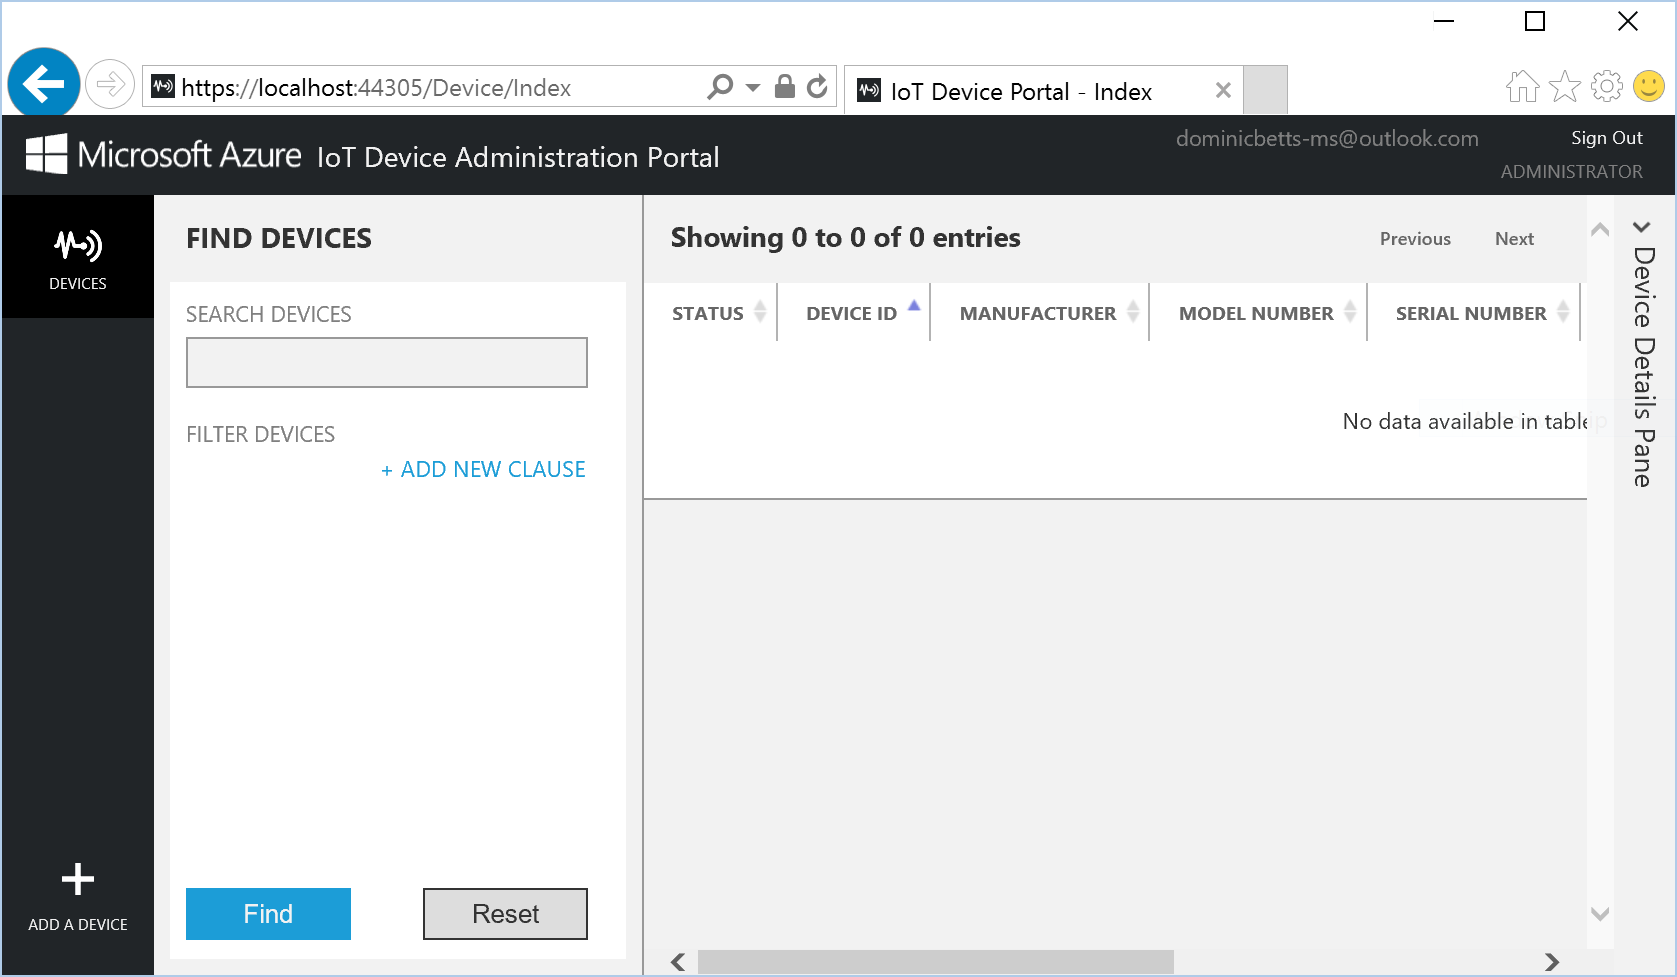 https://localhost:44305/Device/Index
IoT Device Portal - Index
Microsoft Azure IoT Device Administration Portal
dominicbetts-ms@outlook.com
Sign Out
ADMINISTRATOR
DEVICES
FIND DEVICES
SEARCH DEVICES
FILTER DEVICES
+ ADD NEW CLAUSE
Find
Reset
ADD A DEVICE
Showing 0 to 0 of 0 entries
Previous
Next
STATUS
DEVICE ID
MANUFACTURER
MODEL NUMBER
SERIAL NUMBER
No data available in table
Device Details Pane